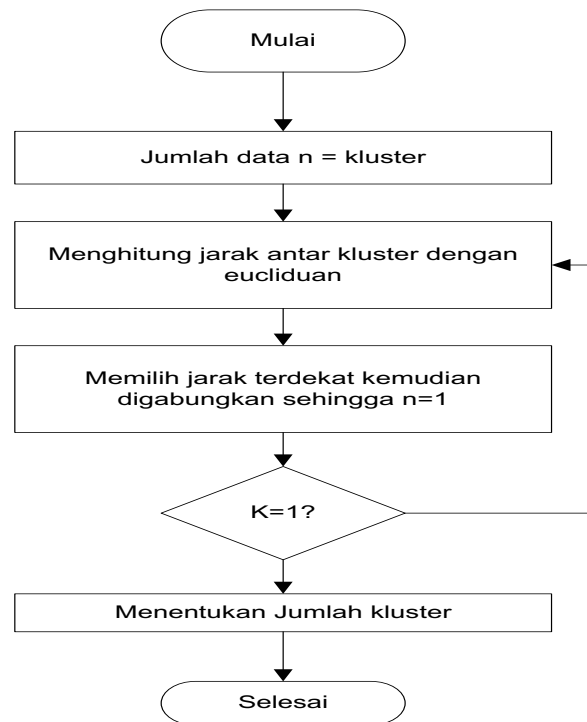 Mulai
Jumlah data n = kluster
Menghitung jarak antar kluster dengan
eucliduan
Memilih jarak terdekat kemudian
digabungkan sehingga n=1
K=1?
Menentukan Jumlah kluster
Selesai